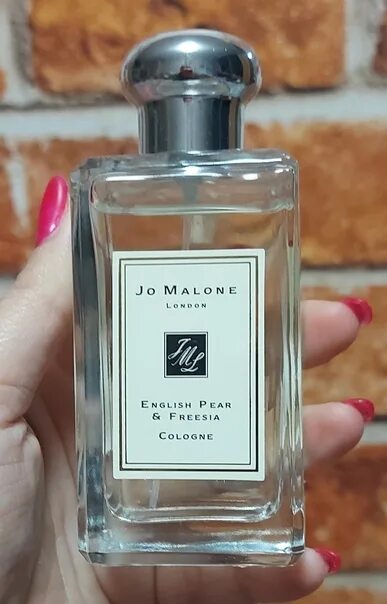 JO MALONE
LONDON
JML
ENGLISH PEAR
& FREESIA
COLOGNE